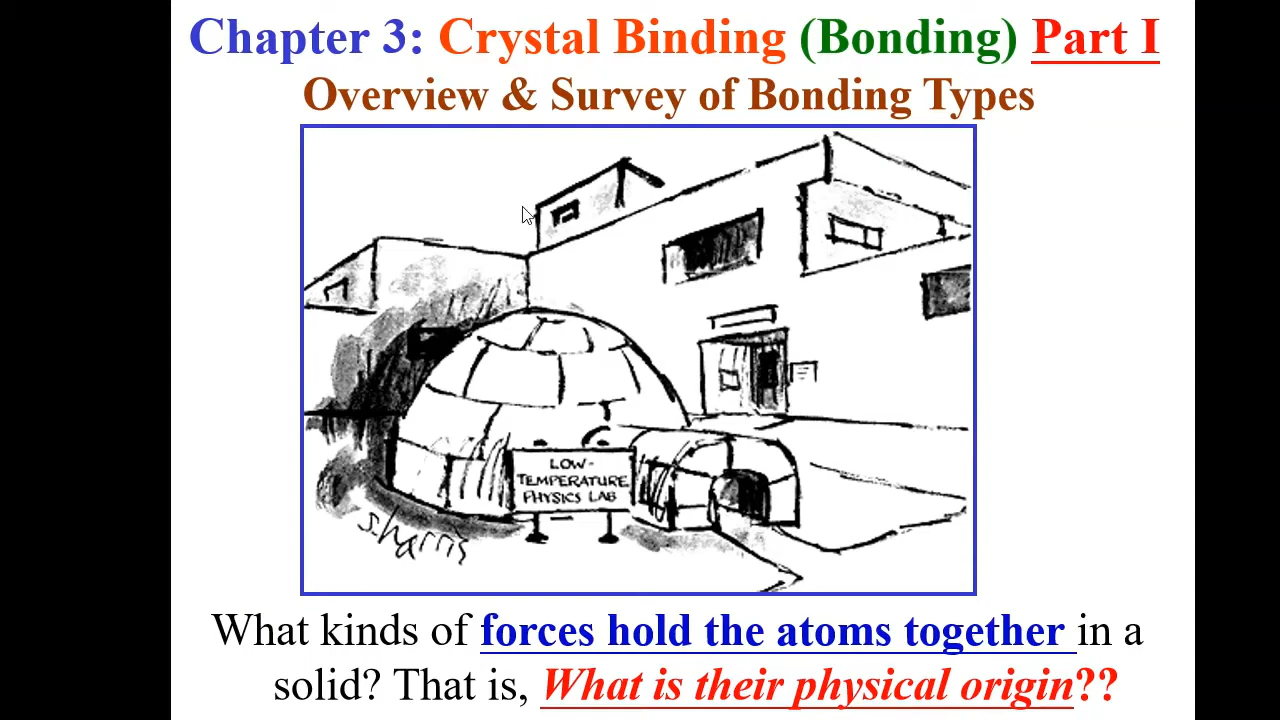 Chapter 3: Crystal Binding (Bonding) Part I
Overview & Survey of Bonding Types
LOW-
TEMPERATURE
PHYSICS LAB
s.harris
What kinds of forces hold the atoms together in a
solid? That is, What is their physical origin??